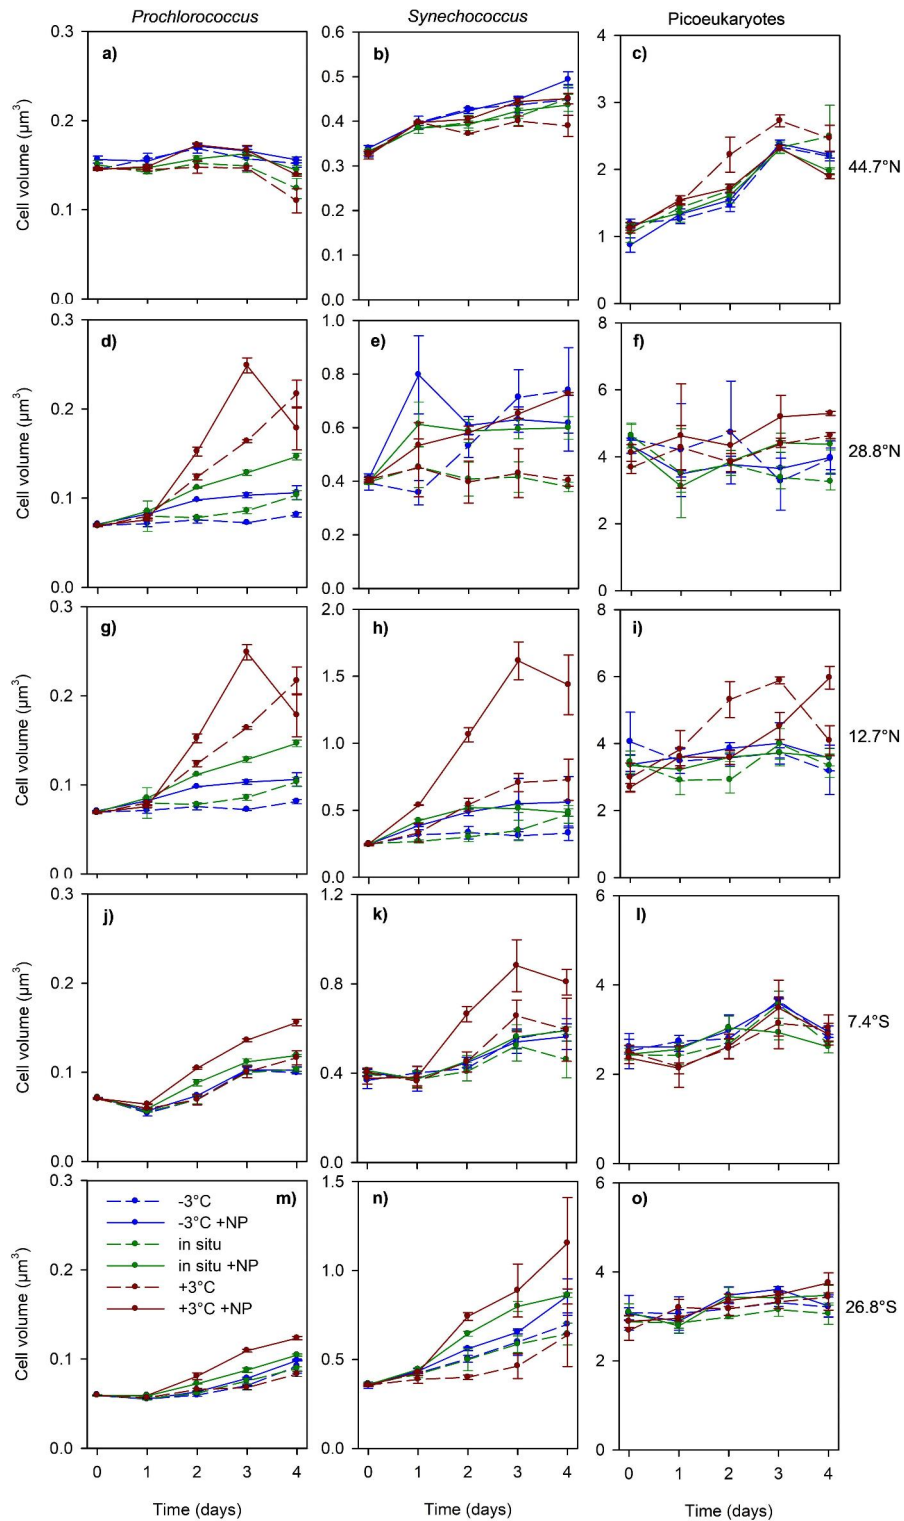 Prochlorococcus Synechococcus Picoeukaryotes
0.3 0.6 4
a) b) c)
0.5
3
Cell volume (µm³) 0.2 0.4
44.7°N
2
0.3
0.1 0.2
1
0.1
0.0 0.0 0
0.3 1.0 8
d) e) f)
0.8
6
Cell volume (µm³) 0.2 0.6
28.8°N
4
0.4
0.1
2
0.2
0.0 0.0 0
0.3 2.0 8
g) h) i)
1.5 6
Cell volume (µm³) 0.2
12.7°N
1.0 4
0.1
0.5 2
0.0 0.0 0
0.3 1.2 6
j) k) l)
Cell volume (µm³) 0.2 0.8 4
7.4°S
0.1 0.4 2
0.0 0.0 0
0.3 1.5 6
m) n) o)
-3°C
-3°C +NP
in situ
in situ +NP
+3°C
+3°C +NP
Cell volume (µm³) 0.2 1.0 4
26.8°S
0.1 0.5 2
0.0 0.0 0
0 1 2 3 4 0 1 2 3 4 0 1 2 3 4
Time (days) Time (days) Time (days)